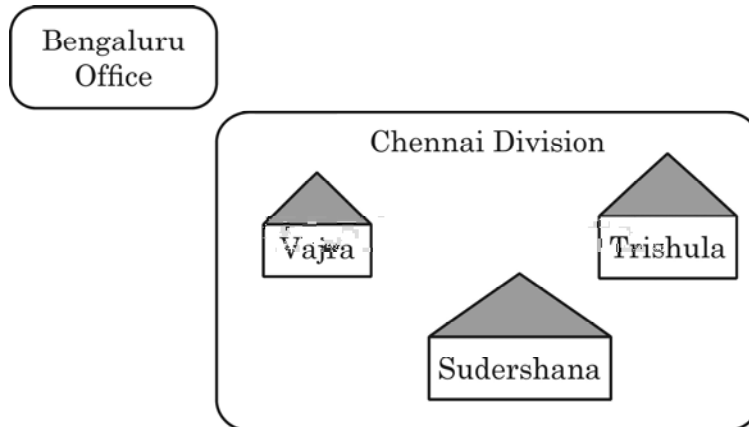 Bengaluru
Office
Chennai Division
Vajra
Trishula
Sudershana